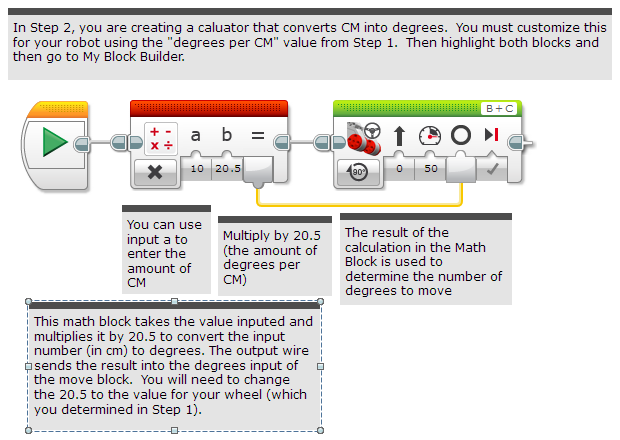 In Step 2, you are creating a caluator that converts CM into degrees.  You must customize this
for your robot using the "degrees per CM" value from Step 1.  Then highlight both blocks and
then go to My Block Builder.
B+C
+ - x ÷
a b =
10 20.5
90°
0 50
You can use
input a to
enter the
amount of
CM
Multiply by 20.5
(the amount of
degrees per
CM)
The result of the
calculation in the Math
Block is used to
determine the number of
degrees to move
This math block takes the value inputed and
multiplies it by 20.5 to convert the input
number (in cm) to degrees. The output wire
sends the result into the degrees input of
the move block.  You will need to change
the 20.5 to the value for your wheel (which
you determined in Step 1).